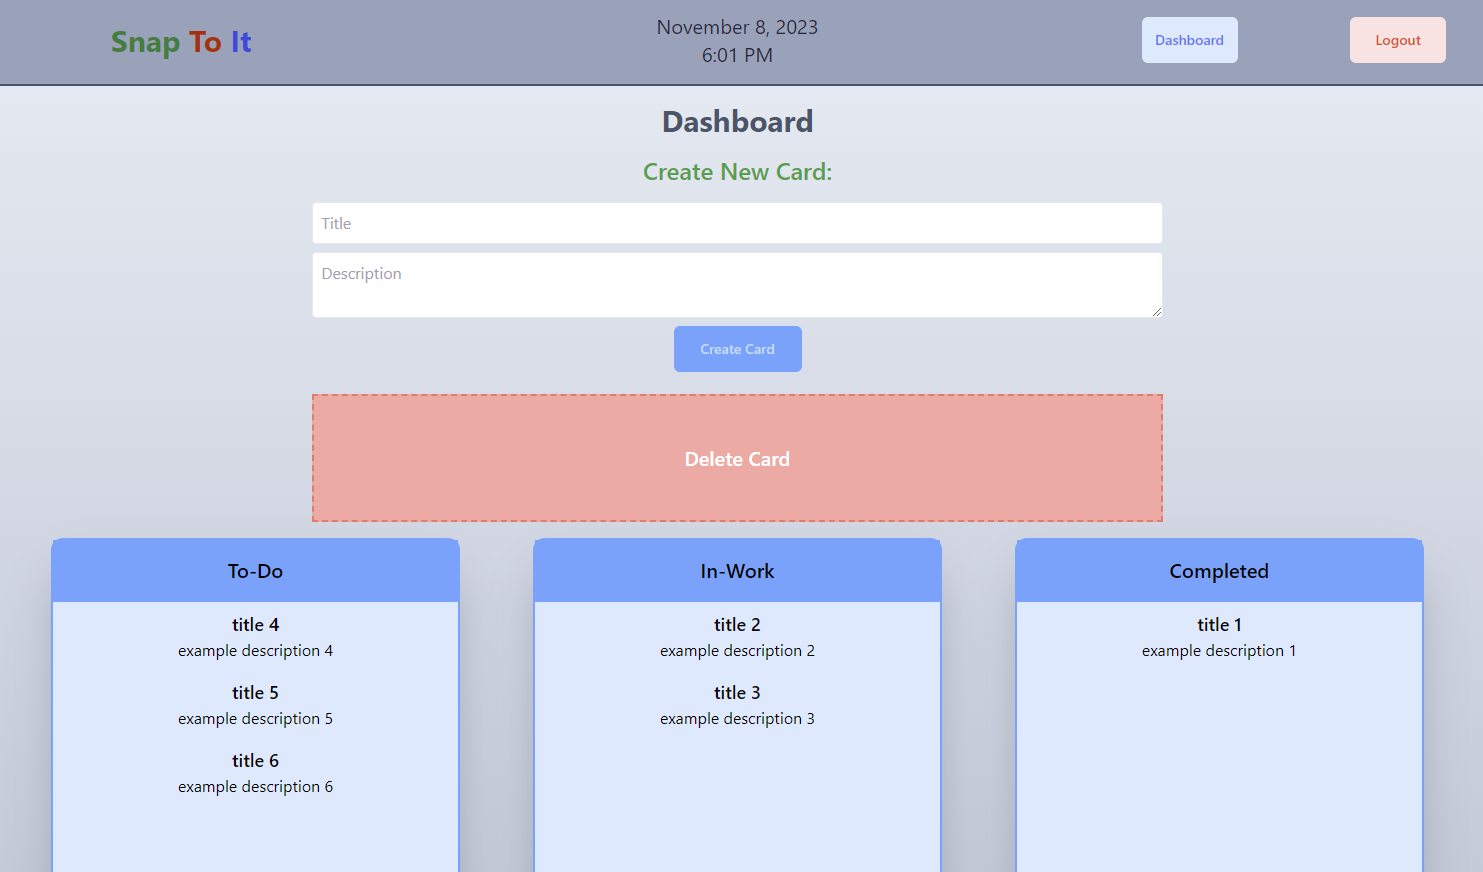 Snap To It
November 8, 2023
6:01 PM
Dashboard
Logout
Dashboard
Create New Card:
Title
Description
Create Card
Delete Card
To-Do
title 4
example description 4
title 5
example description 5
title 6
example description 6
In-Work
title 2
example description 2
title 3
example description 3
Completed
title 1
example description 1